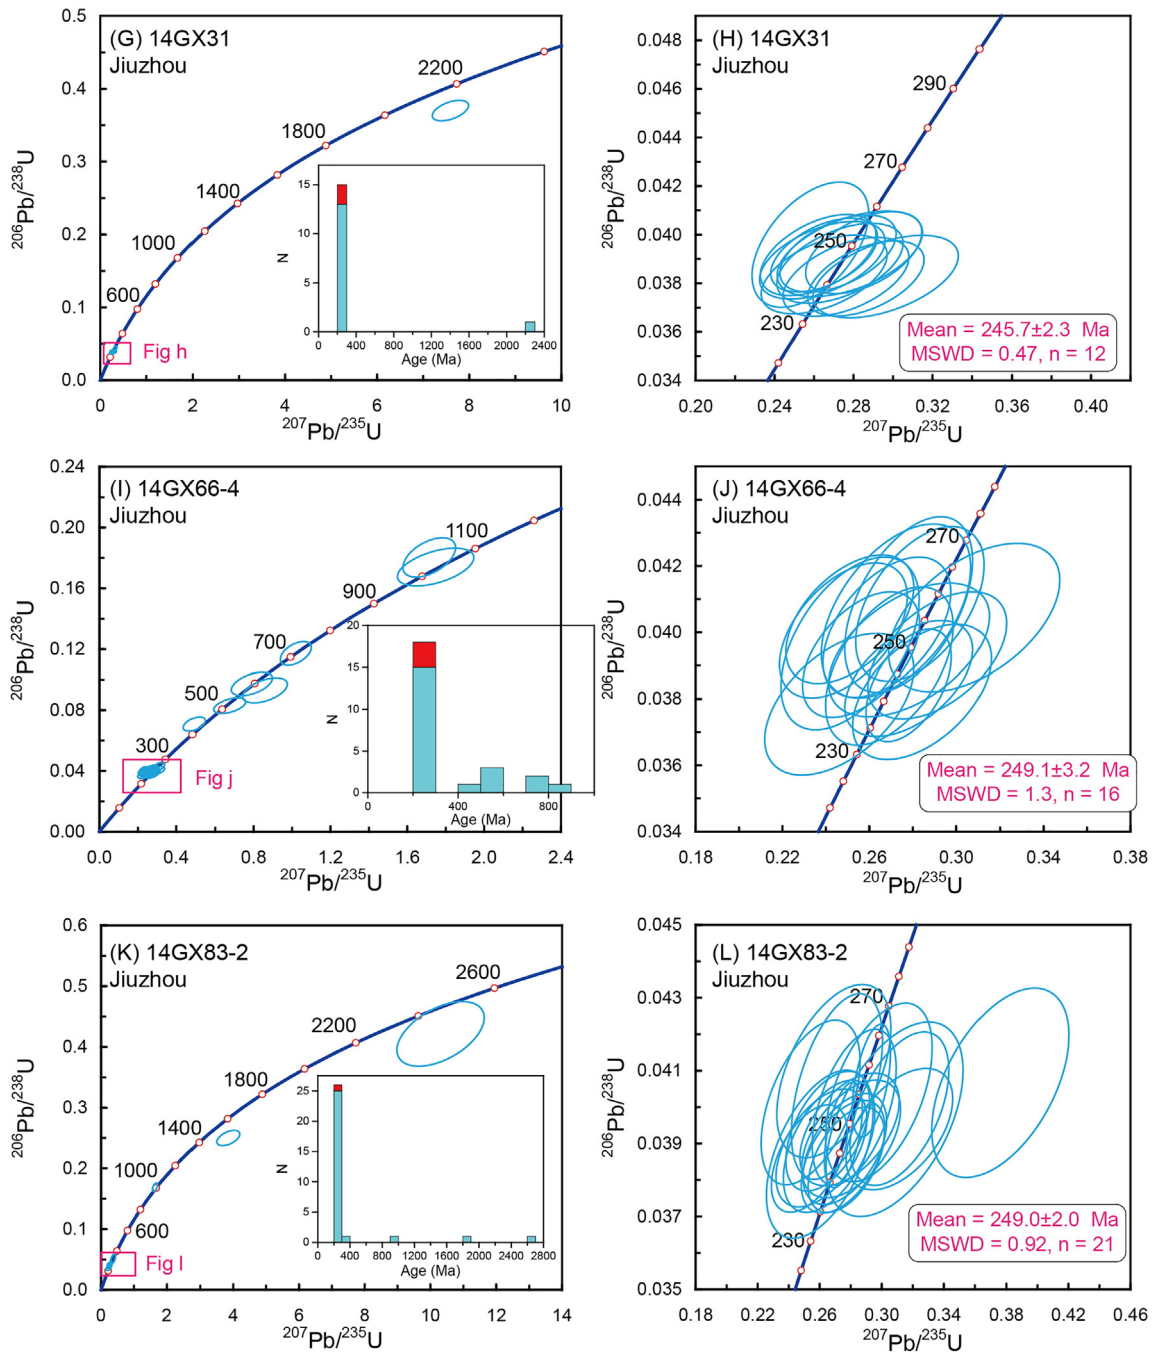 (G) 14GX31
Jiuzhou
0.5
0.4
0.3
0.2
0.1
0.0
²⁰⁶Pb/²³⁸U
2200
1800
1400
1000
600
Fig h
15
10
5
0
N
0 400 800 1200 1600 2000 2400
Age (Ma)
0 2 4 6 8 10
²⁰⁷Pb/²³⁵U
(H) 14GX31
Jiuzhou
0.048
0.046
0.044
0.042
0.040
0.038
0.036
0.034
²⁰⁶Pb/²³⁸U
290
270
250
230
Mean = 245.7±2.3 Ma
MSWD = 0.47, n = 12
0.20 0.24 0.28 0.32 0.36 0.40
²⁰⁷Pb/²³⁵U
(I) 14GX66-4
Jiuzhou
0.24
0.20
0.16
0.12
0.08
0.04
0.00
²⁰⁶Pb/²³⁸U
1100
900
700
500
300
Fig j
20
15
10
5
0
N
0 400 800
Age (Ma)
0.0 0.4 0.8 1.2 1.6 2.0 2.4
²⁰⁷Pb/²³⁵U
(J) 14GX66-4
Jiuzhou
0.044
0.042
0.040
0.038
0.036
0.034
²⁰⁶Pb/²³⁸U
270
250
230
Mean = 249.1±3.2 Ma
MSWD = 1.3, n = 16
0.18 0.22 0.26 0.30 0.34 0.38
²⁰⁷Pb/²³⁵U
(K) 14GX83-2
Jiuzhou
0.6
0.5
0.4
0.3
0.2
0.1
0.0
²⁰⁶Pb/²³⁸U
2600
2200
1800
1400
1000
600
Fig l
25
20
15
10
5
0
N
0 400 800 1200 1600 2000 2400 2800
Age (Ma)
0 2 4 6 8 10 12 14
²⁰⁷Pb/²³⁵U
(L) 14GX83-2
Jiuzhou
0.045
0.043
0.041
0.039
0.037
0.035
²⁰⁶Pb/²³⁸U
270
250
230
Mean = 249.0±2.0 Ma
MSWD = 0.92, n = 21
0.18 0.22 0.26 0.30 0.34 0.38 0.42 0.46
²⁰⁷Pb/²³⁵U